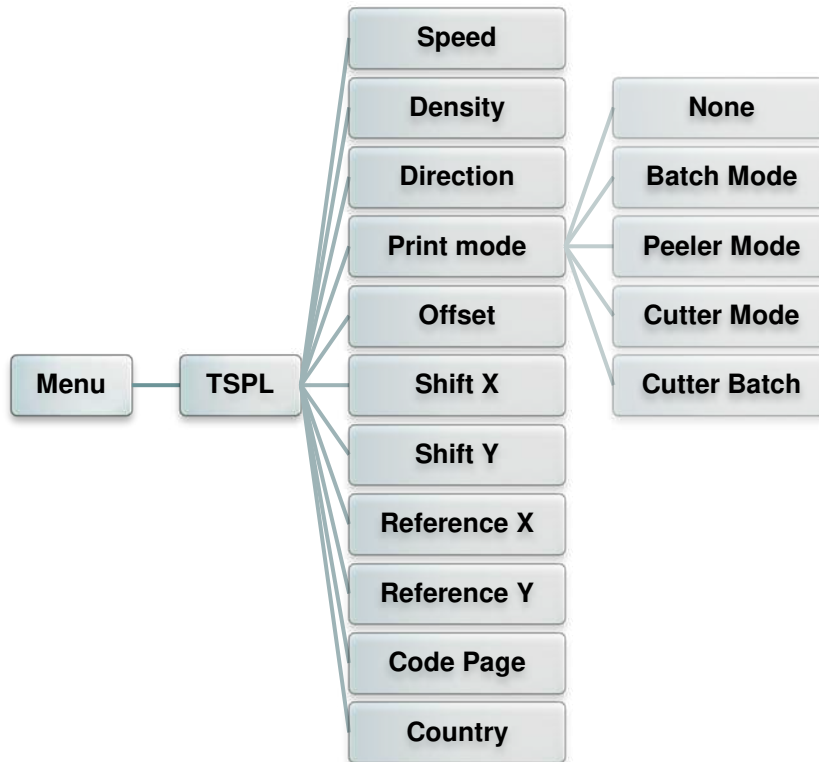 Menu
TSPL
Speed
Density
Direction
Print mode
Offset
Shift X
Shift Y
Reference X
Reference Y
Code Page
Country
None
Batch Mode
Peeler Mode
Cutter Mode
Cutter Batch